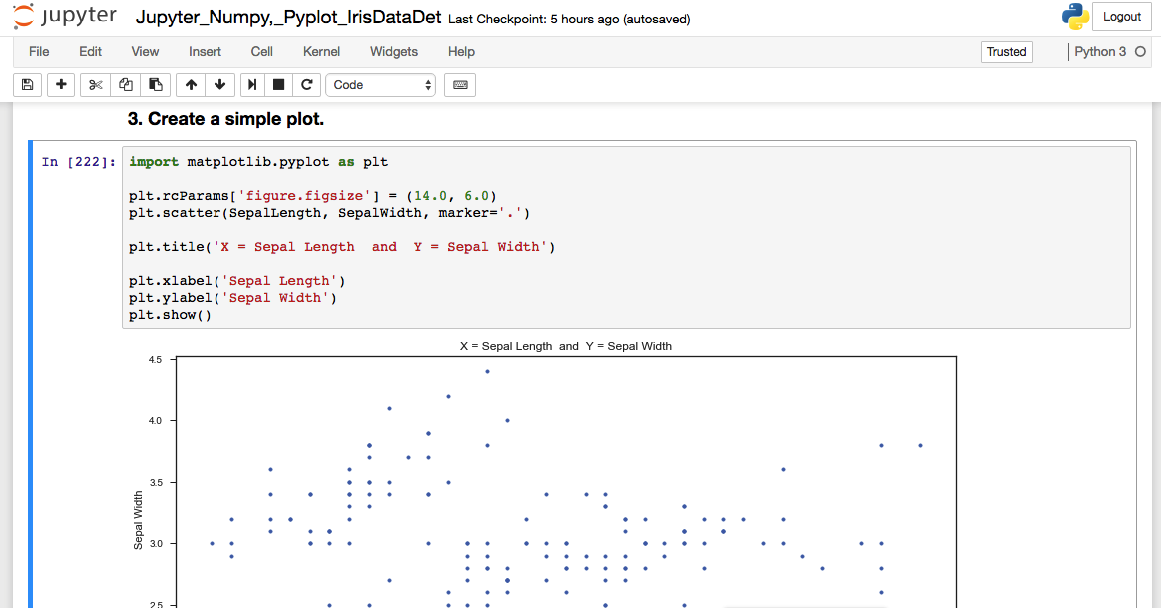 jupyter Jupyter_Numpy,_Pyplot_IrisDataDet Last Checkpoint: 5 hours ago (autosaved) Logout
File Edit View Insert Cell Kernel Widgets Help Trusted Python 3
Code
3. Create a simple plot.
In [222]: import matplotlib.pyplot as plt
plt.rcParams['figure.figsize'] = (14.0, 6.0)
plt.scatter(SepalLength, SepalWidth, marker='.')
plt.title('X = Sepal Length  and  Y = Sepal Width')
plt.xlabel('Sepal Length')
plt.ylabel('Sepal Width')
plt.show()
X = Sepal Length  and  Y = Sepal Width
4.5
4.0
3.5
Sepal Width
3.0
2.5